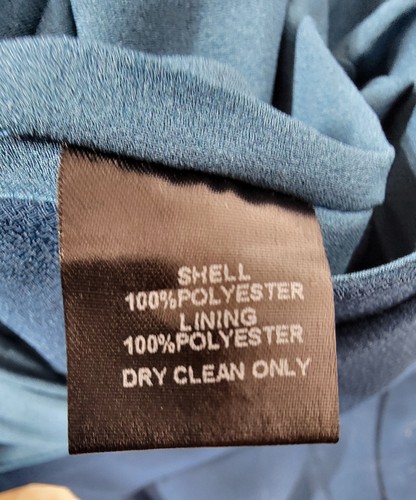 SHELL
100%POLYESTER
LINING
100%POLYESTER
DRY CLEAN ONLY